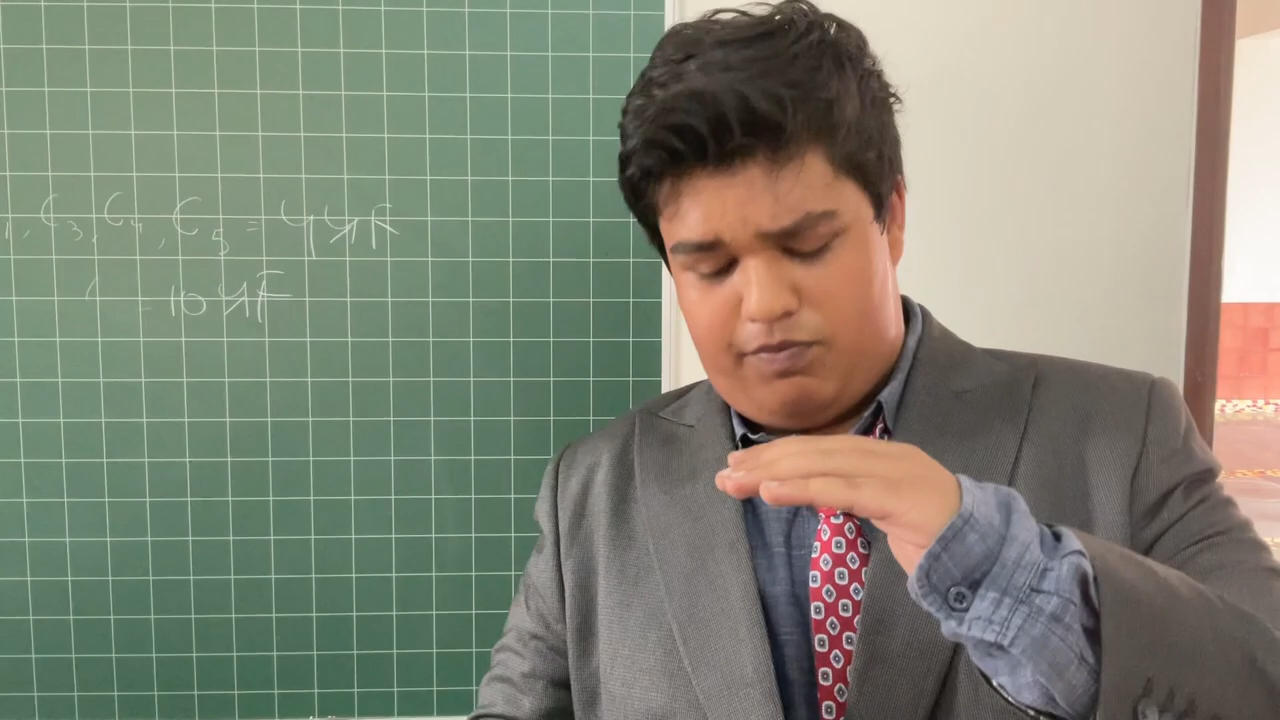 1, C3, C4, C5 = 4 μF
= 10 μF